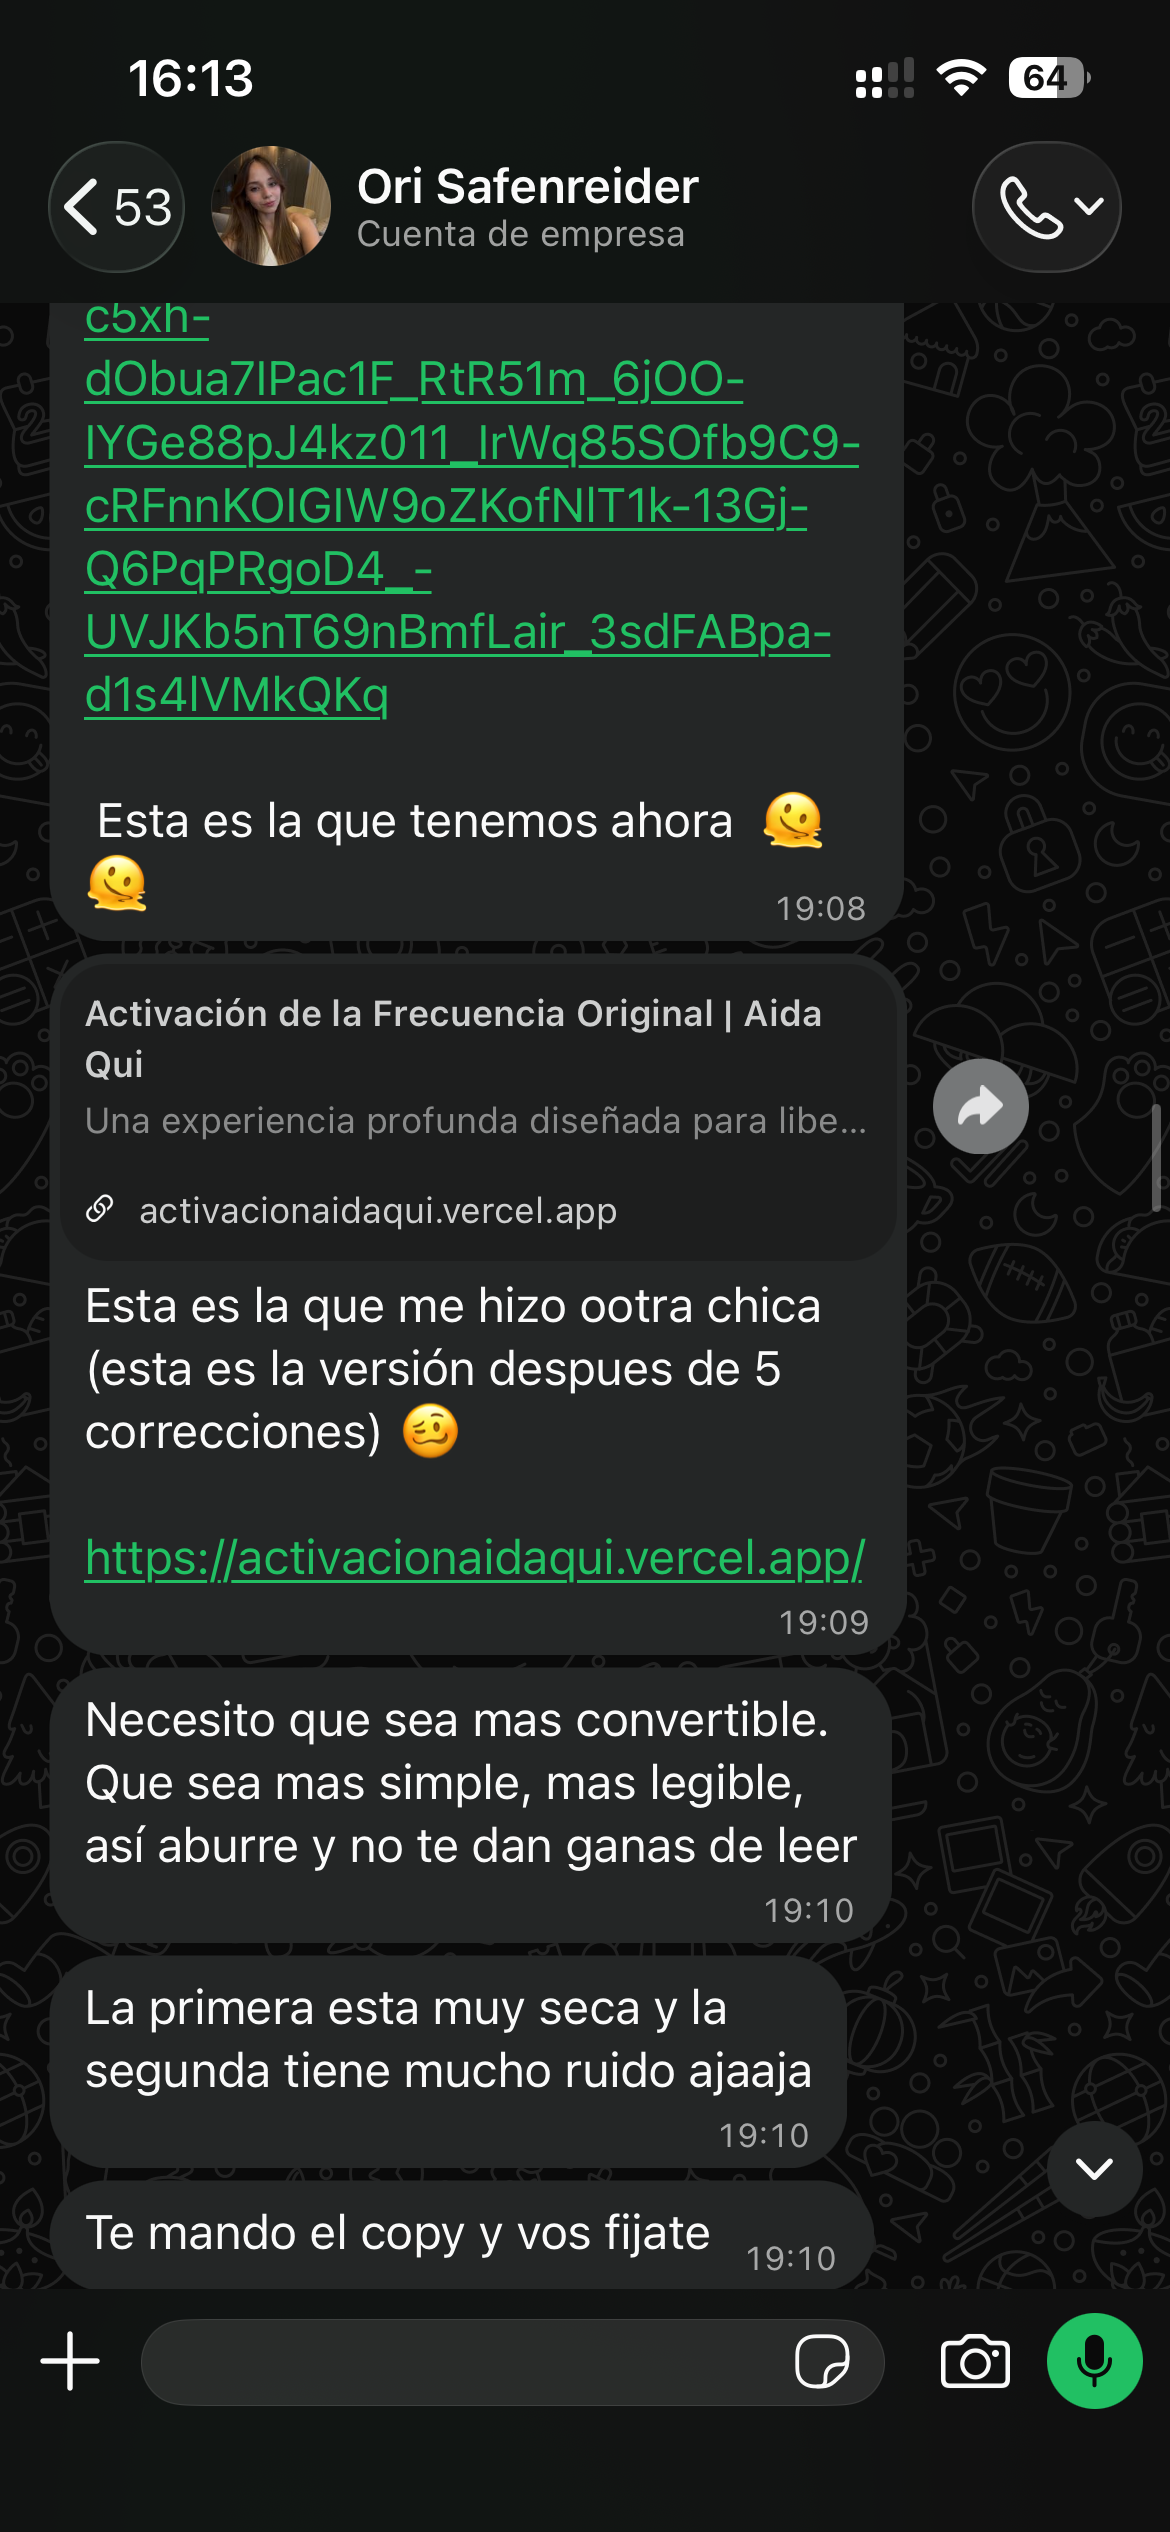 16:13
64
53
Ori Safenreider
Cuenta de empresa
c5xh-
dObua7IPac1F_RtR51m_6jOO-
IYGe88pJ4kz011_IrWq85SOfb9C9-
cRFnnKOIGIW9oZKofNlT1k-13Gj-
Q6PqPRgoD4_-
UVJKb5nT69nBmfLair_3sdFABpa-
d1s4lVMkQKq
Esta es la que tenemos ahora 🫠
🫠
19:08
Activación de la Frecuencia Original | Aida
Qui
Una experiencia profunda diseñada para libe...
activacionaidaqui.vercel.app
Esta es la que me hizo ootra chica
(esta es la versión despues de 5
correcciones) 🥴
https://activacionaidaqui.vercel.app/
19:09
Necesito que sea mas convertible.
Que sea mas simple, mas legible,
así aburre y no te dan ganas de leer
19:10
La primera esta muy seca y la
segunda tiene mucho ruido ajaaja
19:10
Te mando el copy y vos fijate
19:10